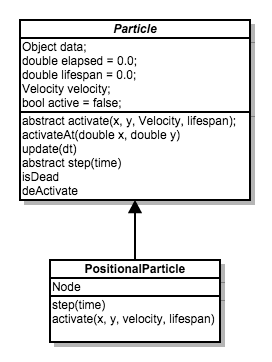 Particle
Object data;
double elapsed = 0.0;
double lifespan = 0.0;
Velocity velocity;
bool active = false;
abstract activate(x, y, Velocity, lifespan);
activateAt(double x, double y)
update(dt)
abstract step(time)
isDead
deActivate
PositionalParticle
Node
step(time)
activate(x, y, velocity, lifespan)